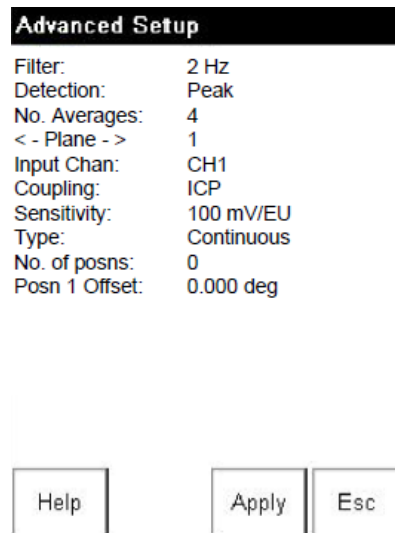 Advanced Setup
Filter: 2 Hz
Detection: Peak
No. Averages: 4
< - Plane - > 1
Input Chan: CH1
Coupling: ICP
Sensitivity: 100 mV/EU
Type: Continuous
No. of posns: 0
Posn 1 Offset: 0.000 deg
Help Apply Esc